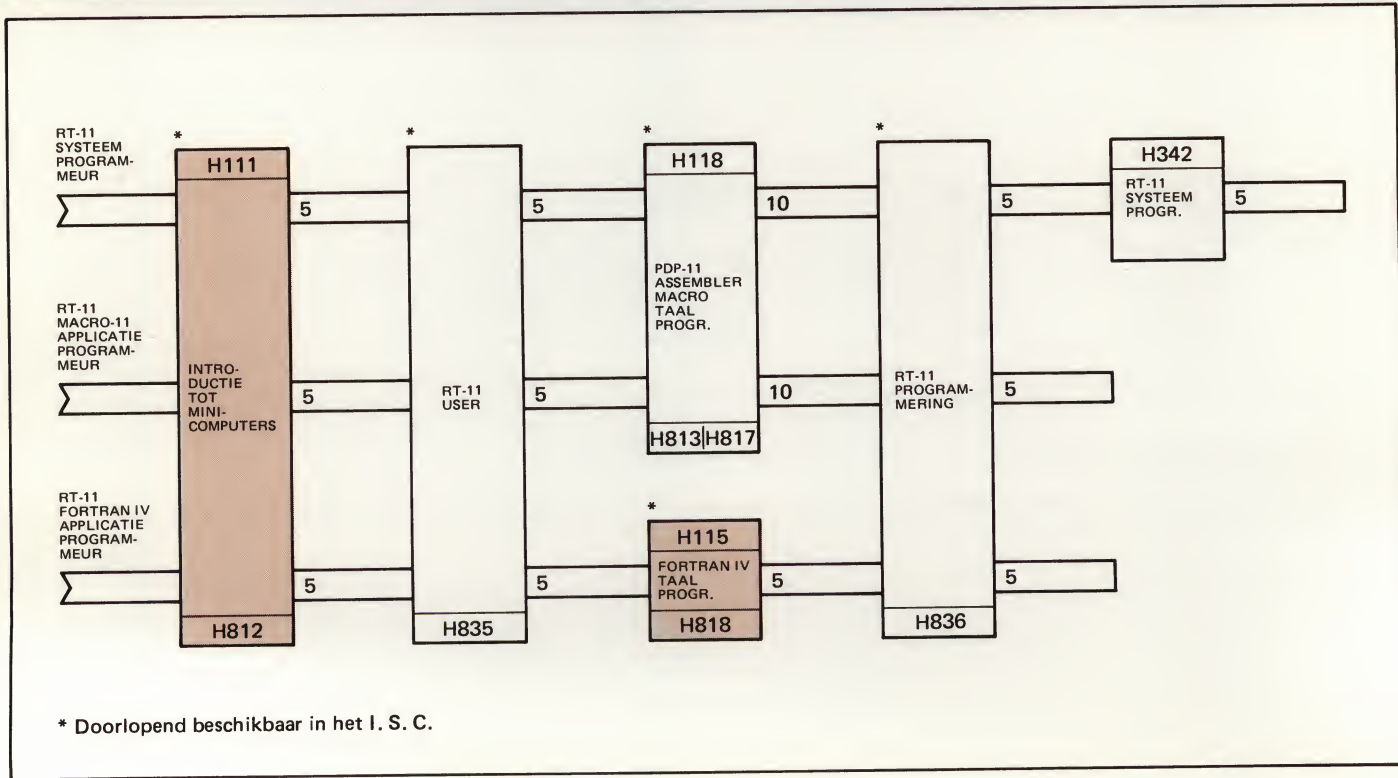 RT-11
SYSTEEM
PROGRAM-
MEUR
*
H111
5
*
5
*
H118
10
*
5
H342
RT-11
SYSTEEM
PROGR.
5
RT-11
MACRO-11
APPLICATIE
PROGRAM-
MEUR
INTRO-
DUCTIE
TOT
MINI-
COMPUTERS
5
RT-11
USER
5
PDP-11
ASSEMBLER
MACRO
TAAL
PROGR.
10
H813|H817
RT-11
PROGRAM-
MERING
5
RT-11
FORTRAN IV
APPLICATIE
PROGRAM-
MEUR
5
H812
5
H835
*
H115
FORTRAN IV
TAAL
PROGR.
H818
5
5
H836
* Doorlopend beschikbaar in het I. S. C.